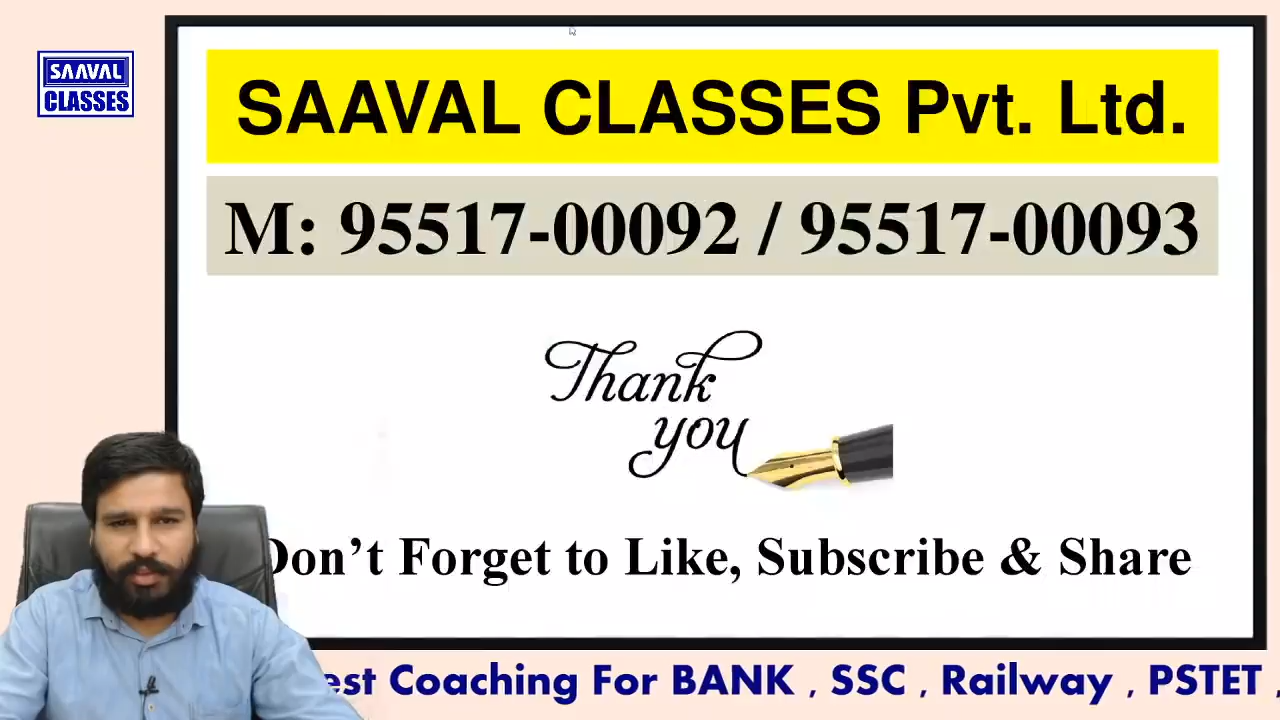 SAAVAL
CLASSES
SAAVAL CLASSES Pvt. Ltd.
M: 95517-00092 / 95517-00093
Thank
you
Don’t Forget to Like, Subscribe & Share
est Coaching For BANK , SSC , Railway , PSTET ,